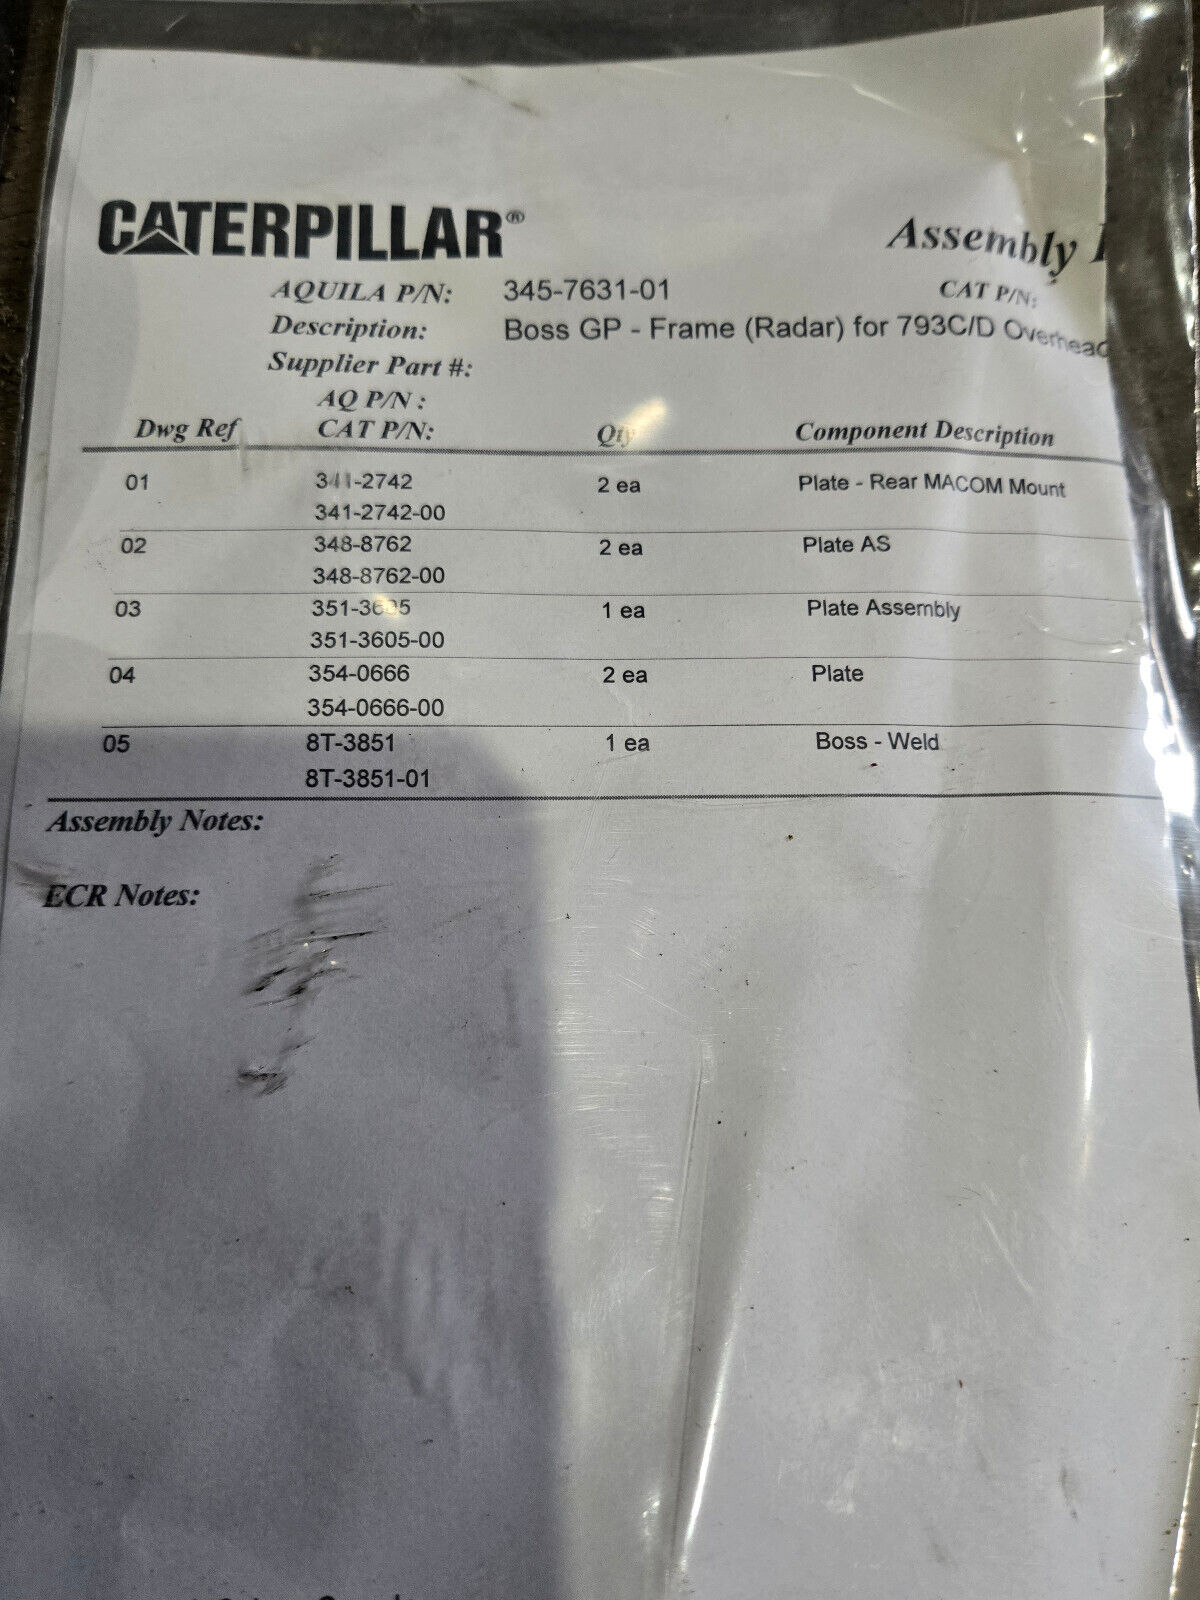 CATERPILLAR®
Assembly
AQUILA P/N: 345-7631-01 CAT P/N:
Description: Boss GP - Frame (Radar) for 793C/D Overhead
Supplier Part #:
AQ P/N :
Dwg Ref CAT P/N: Qty Component Description
01 341-2742 2 ea Plate - Rear MACOM Mount
341-2742-00
02 348-8762 2 ea Plate AS
348-8762-00
03 351-3605 1 ea Plate Assembly
351-3605-00
04 354-0666 2 ea Plate
354-0666-00
05 8T-3851 1 ea Boss - Weld
8T-3851-01
Assembly Notes:
ECR Notes: